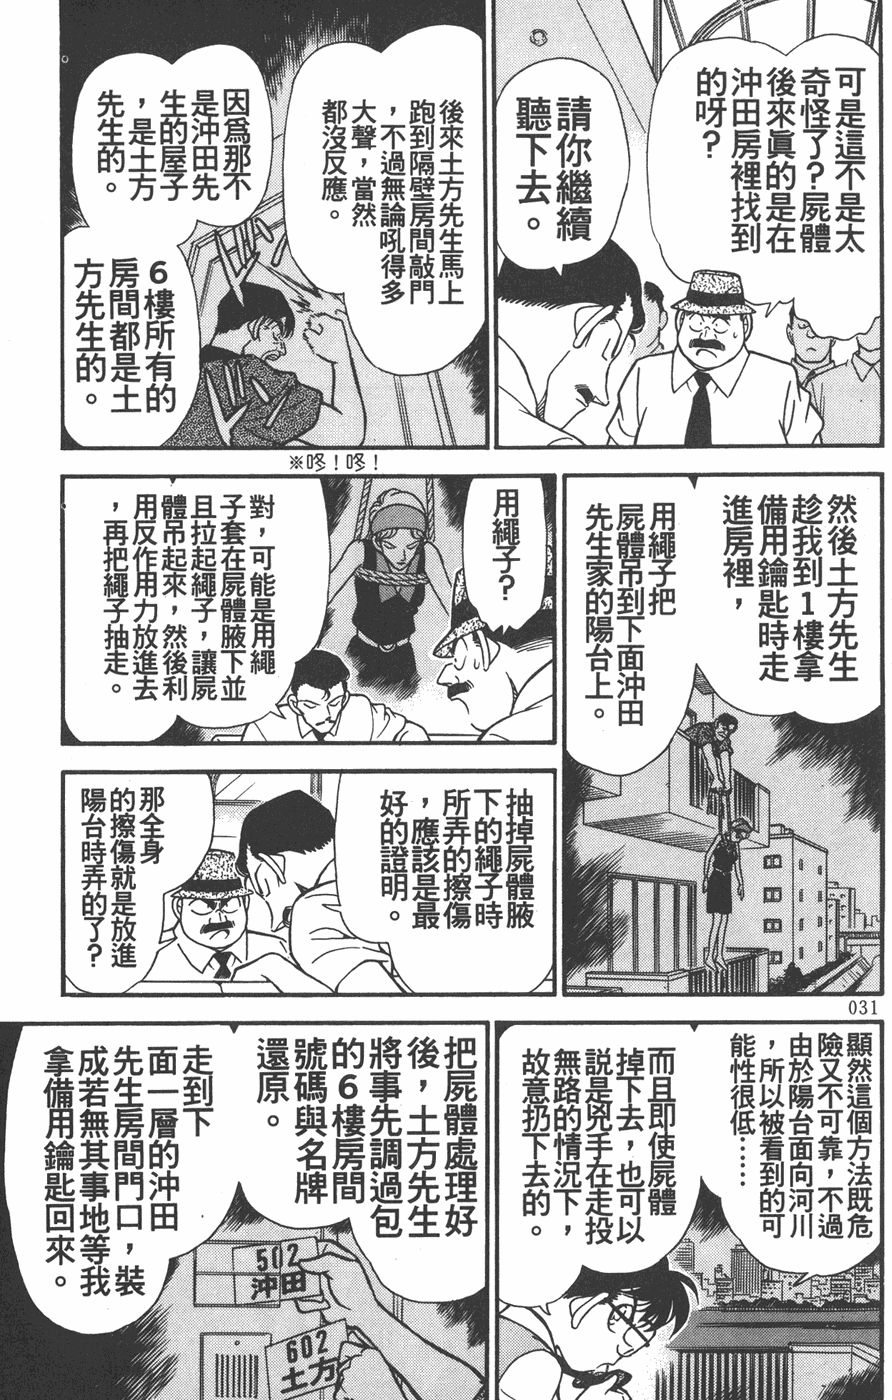 可是這不是太
奇怪了？屍體
後來眞的是在
沖田房裡找到
的呀？
請你繼續
聽下去。
後來土方先生馬上
跑到隔壁房間敲門
，不過無論吼得多
大聲，當然
都沒反應。
因爲那不
是沖田先
生的屋子
，是土方
先生的。
6樓所有的
房間都是土
方先生的。
※咚！咚！
然後土方先生
趁我到1樓拿
備用鑰匙時走
進房裡，
用繩子把
屍體吊到下面沖田
先生家的陽台上。
用繩子？
對，可能是用繩
子套在屍體腋下並
且拉起繩子，讓屍
體吊起來，然後利
用反作用力放進去
，再把繩子抽走。
抽掉屍體腋
下的繩子時
所弄的擦傷
，應該是最
好的證明。
那全身
的擦傷就是放進
陽台時弄的了？
031
顯然這個方法既危
險又不可靠，不過
由於陽台面向河川
，所以被看到的可
能性很低……
而且即使屍體
掉下去，也可以
說是兇手在走投
無路的情況下，
故意扔下去的。
把屍體處理好
後，土方先生
將事先調過包
的6樓房間
號碼與名牌
還原。
走到下
面一層的沖田
先生房間門口，裝
成若無其事地等我
拿備用鑰匙回來。
502
沖田
602
土方